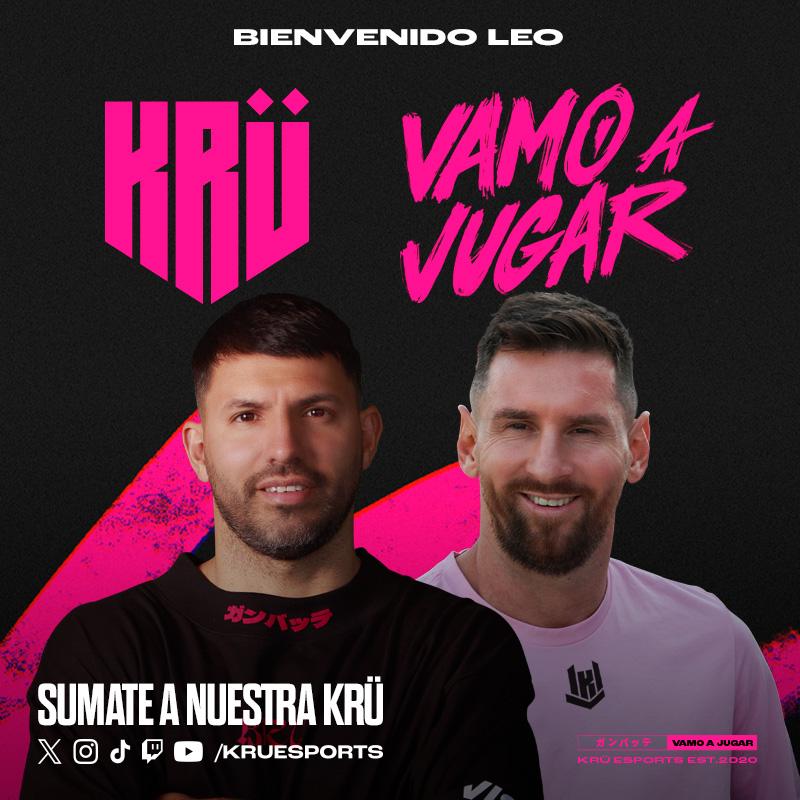 BIENVENIDO LEO
KRÜ
VAMO A
JUGAR
ガンバッテ
SUMATE A NUESTRA KRÜ
/KRUESPORTS
ガンバッテ VAMO A JUGAR
KRÜ ESPORTS EST.2020